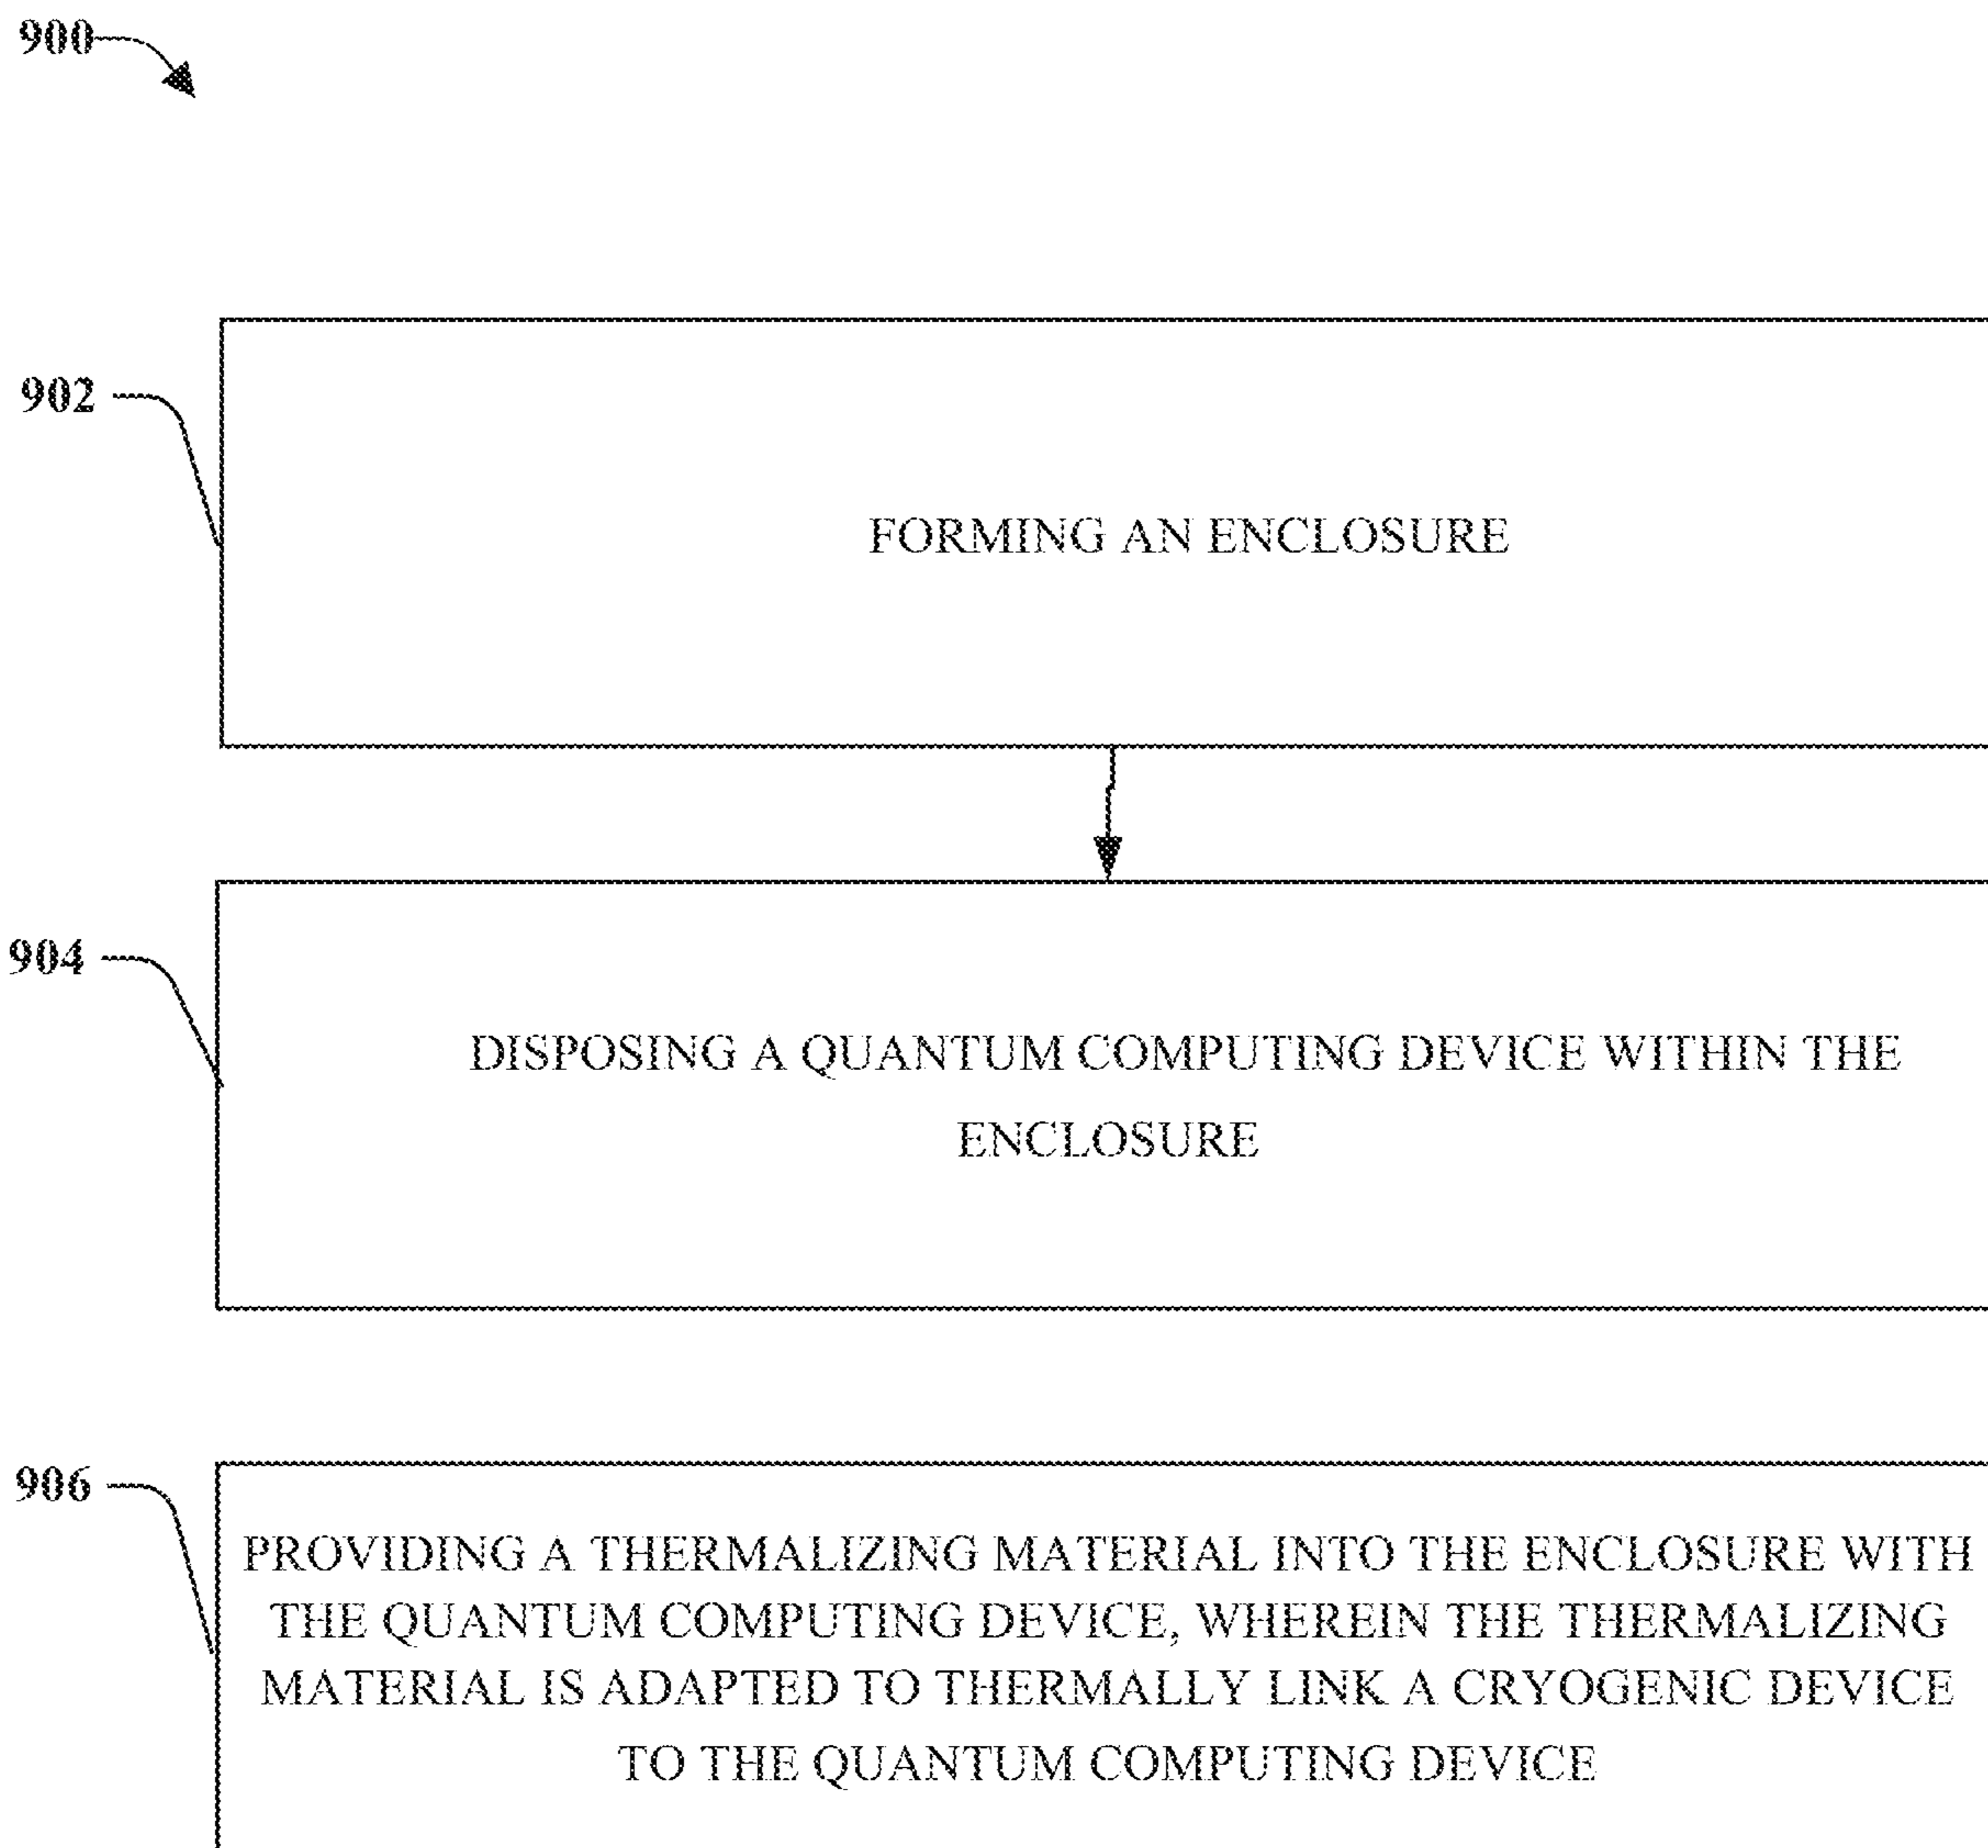 900
902
FORMING AN ENCLOSURE
904
DISPOSING A QUANTUM COMPUTING DEVICE WITHIN THE
ENCLOSURE
906
PROVIDING A THERMALIZING MATERIAL INTO THE ENCLOSURE WITH
THE QUANTUM COMPUTING DEVICE, WHEREIN THE THERMALIZING
MATERIAL IS ADAPTED TO THERMALLY LINK A CRYOGENIC DEVICE
TO THE QUANTUM COMPUTING DEVICE